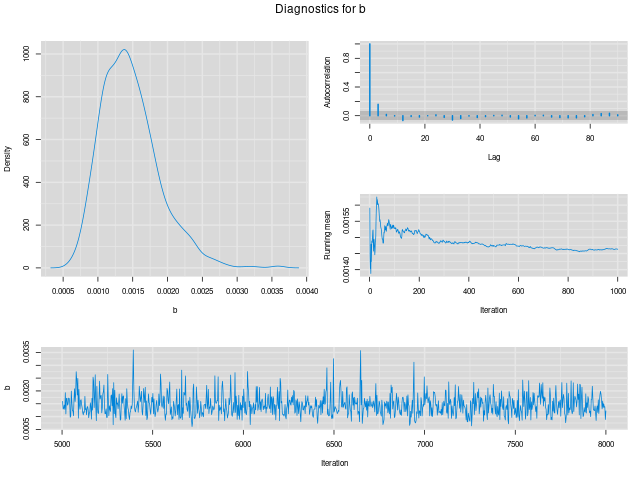 Diagnostics for b
Density
0 200 400 600 800 1000
0.0005 0.0010 0.0015 0.0020 0.0025 0.0030 0.0035 0.0040
b
Autocorrelation
0.0 0.4 0.8
0 20 40 60 80
Lag
Running mean
0.00140 0.00155
0 200 400 600 800 1000
Iteration
b
0.0005 0.0020 0.0035
5000 5500 6000 6500 7000 7500 8000
Iteration